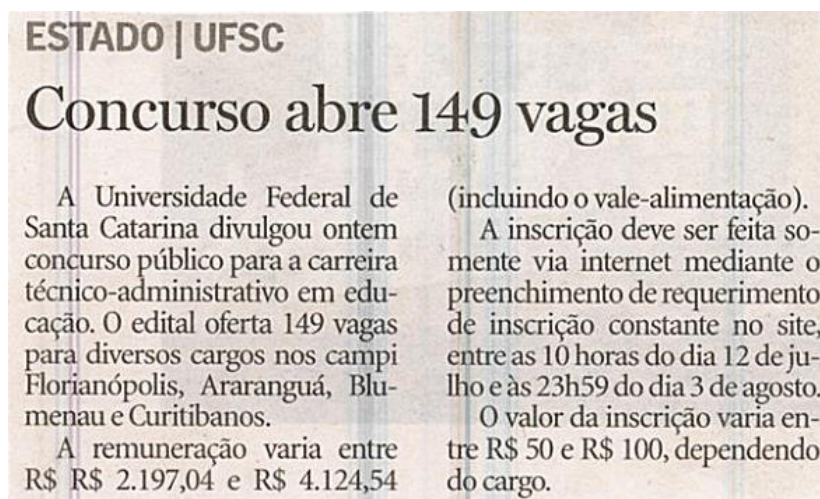 ESTADO | UFSC
Concurso abre 149 vagas
A Universidade Federal de
Santa Catarina divulgou ontem
concurso público para a carreira
técnico-administrativo em edu-
cação. O edital oferta 149 vagas
para diversos cargos nos campi
Florianópolis, Araranguá, Blu-
menau e Curitibanos.
A remuneração varia entre
R$ R$ 2.197,04 e R$ 4.124,54
(incluindo o vale-alimentação).
A inscrição deve ser feita so-
mente via internet mediante o
preenchimento de requerimento
de inscrição constante no site,
entre as 10 horas do dia 12 de ju-
lho e às 23h59 do dia 3 de agosto.
O valor da inscrição varia en-
tre R$ 50 e R$ 100, dependendo
do cargo.